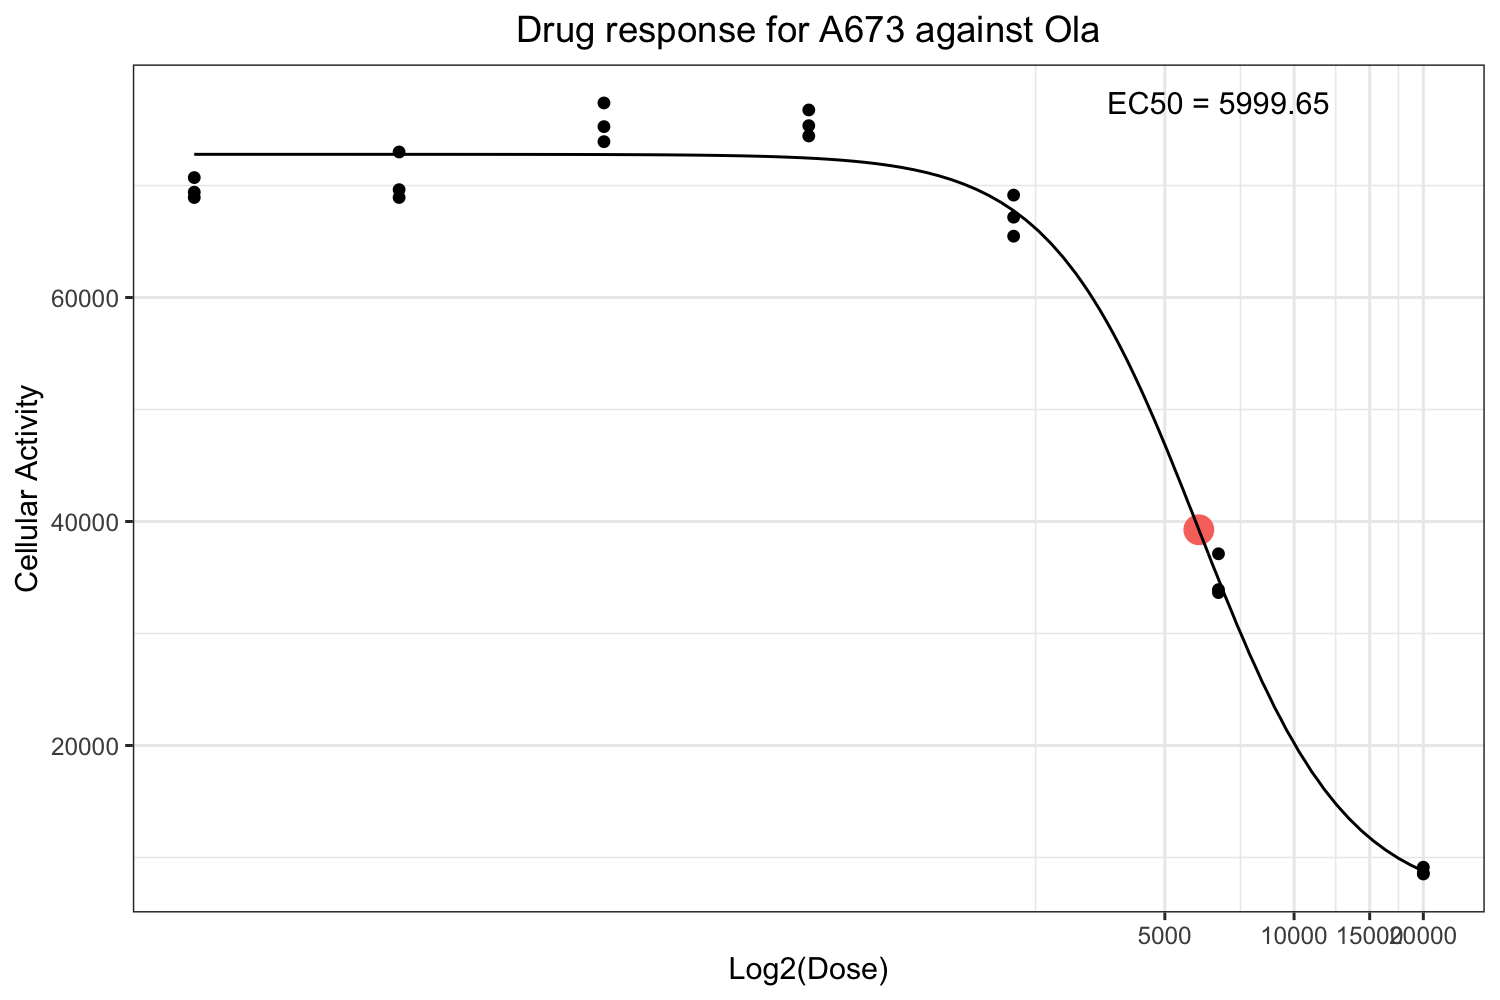 Drug response for A673 against Ola
EC50 = 5999.65
60000
40000
20000
Cellular Activity
5000 10000 15000 20000
Log2(Dose)